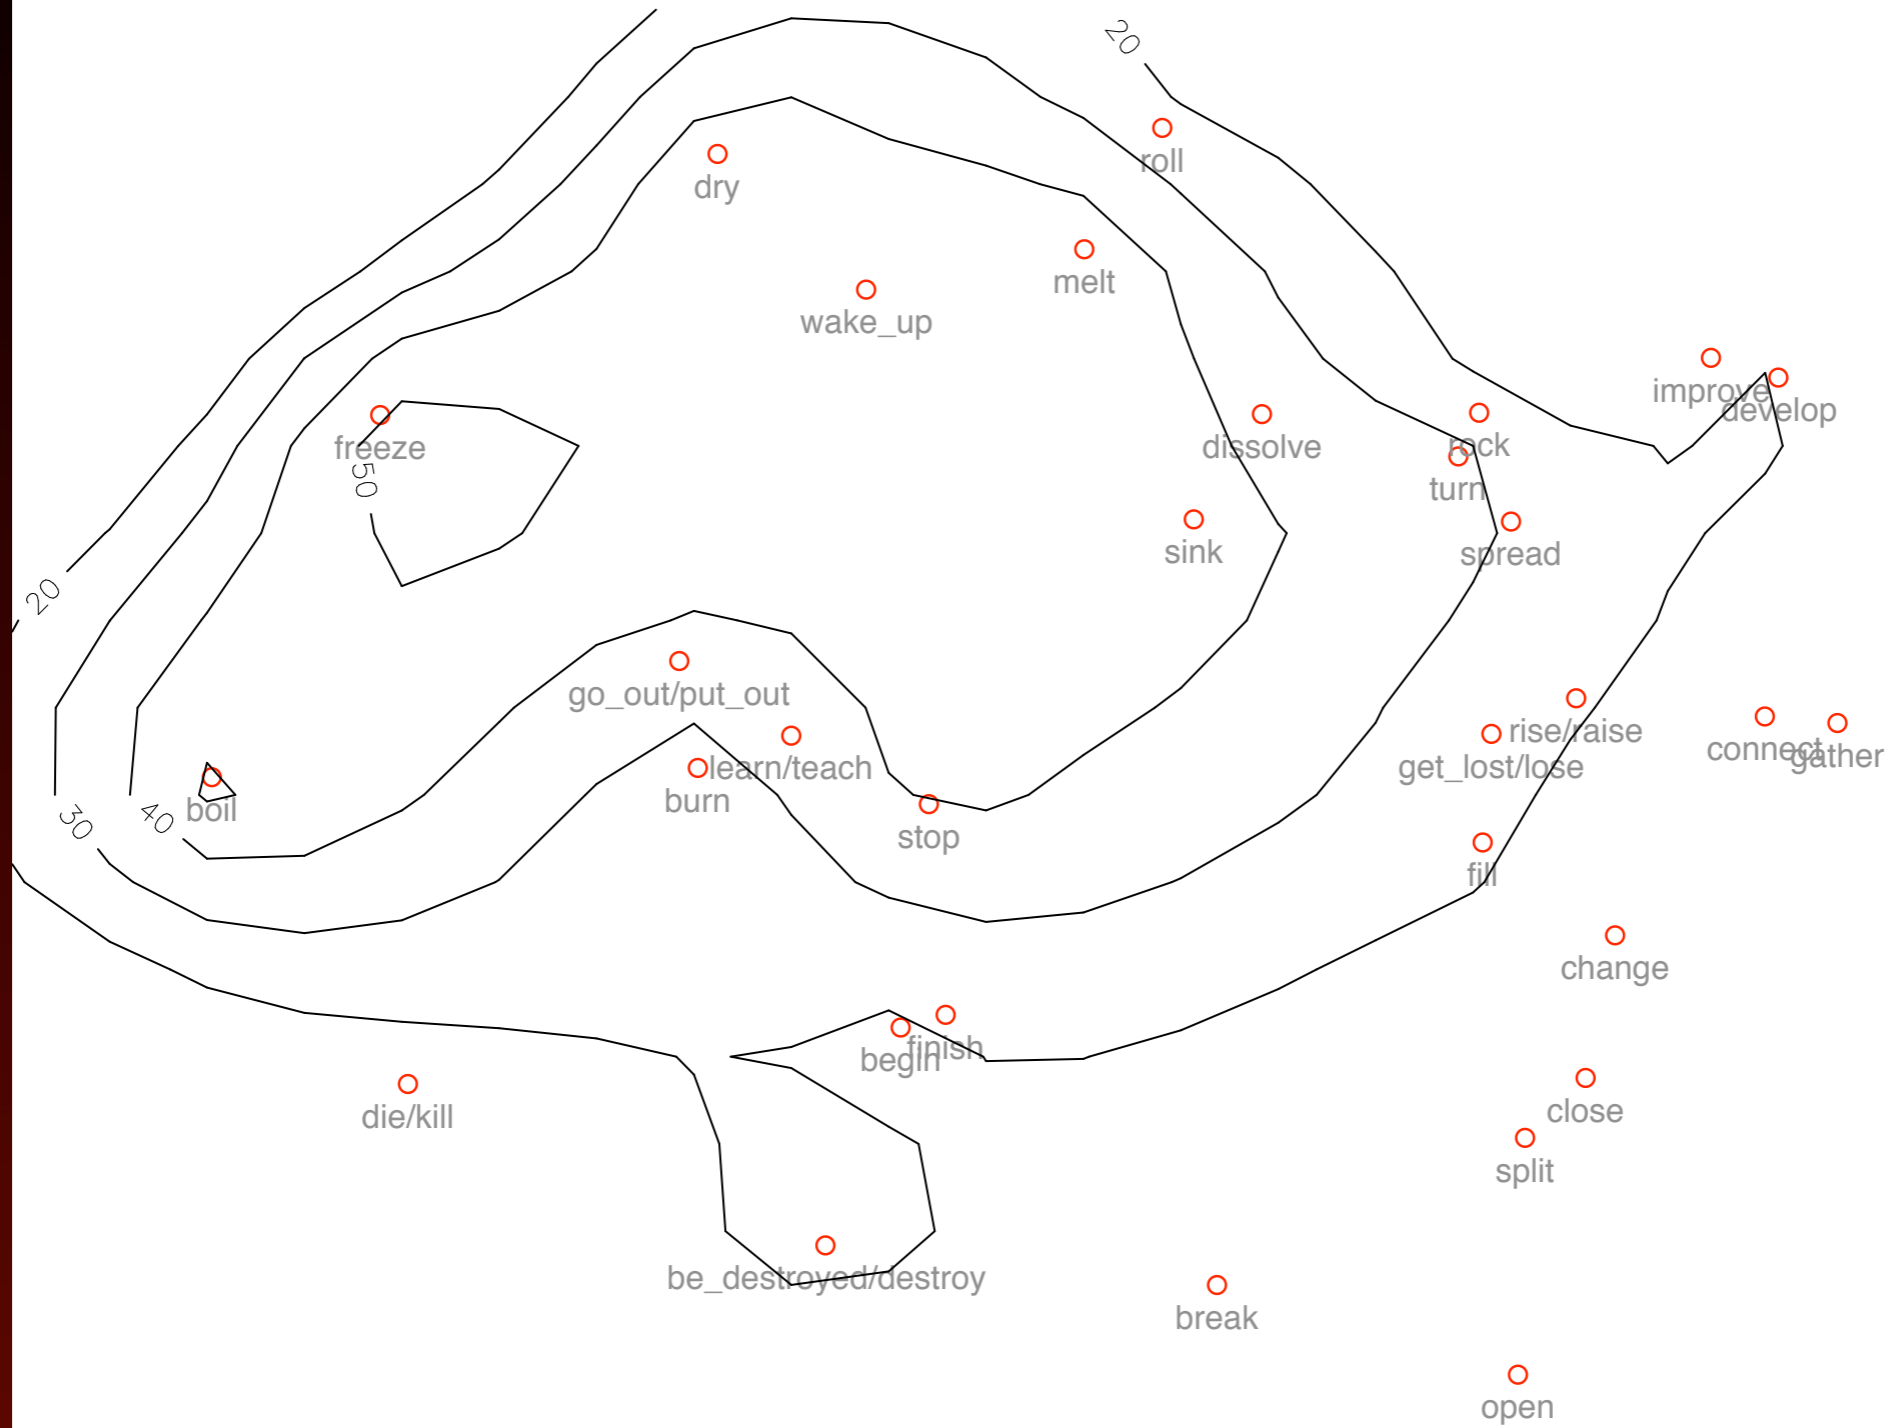 20
roll
dry
melt
wake_up
improve
develop
freeze
dissolve
rock
50
turn
sink
spread
20
go_out/put_out
rise/raise
connect
gather
learn/teach
get_lost/lose
burn
boil
30
40
stop
fill
change
finish
begin
die/kill
close
split
be_destroyed/destroy
break
open